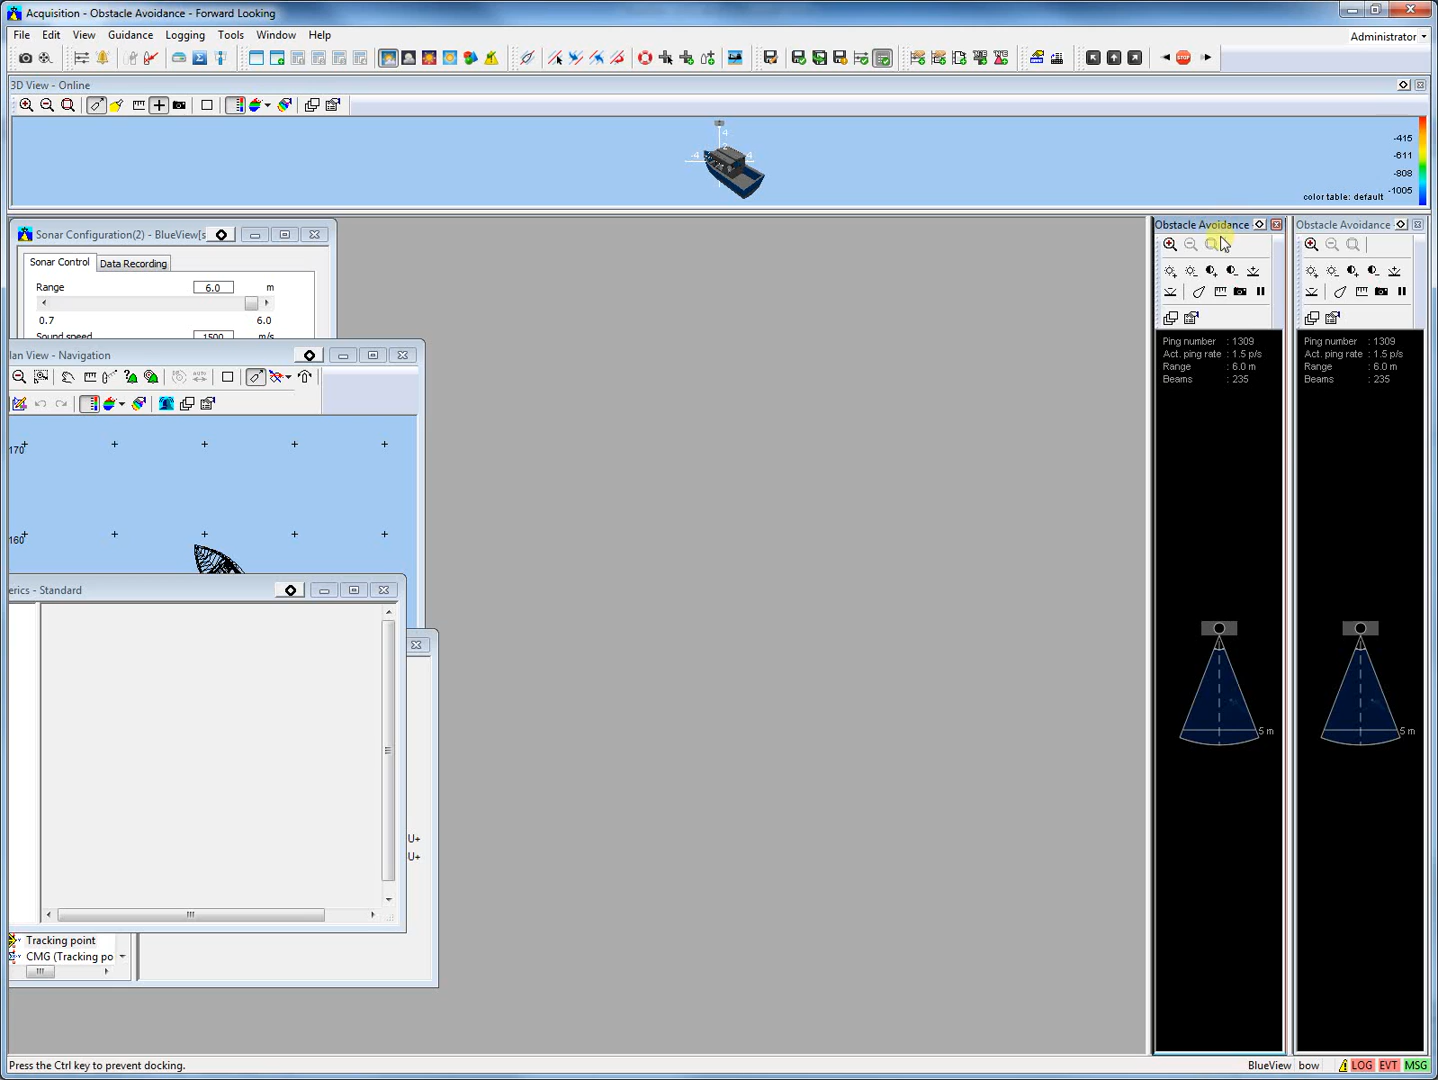 Acquisition - Obstacle Avoidance - Forward Looking
File Edit View Guidance Logging Tools Window Help
Administrator
3D View - Online
4
-4
4
-415
-611
-808
-1005
color table: default
Sonar Configuration(2) - BlueView[s
Sonar Control
Data Recording
Range
6.0
m
0.7
6.0
Sound speed
1500
m/s
lan View - Navigation
170
160
erics - Standard
U+
U+
Tracking point
CMG (Tracking po
Obstacle Avoidance
Ping number : 1309
Act. ping rate : 1.5 p/s
Range : 6.0 m
Beams : 235
5 m
Obstacle Avoidance
Ping number : 1309
Act. ping rate : 1.5 p/s
Range : 6.0 m
Beams : 235
5 m
Press the Ctrl key to prevent docking.
BlueView bow LOG EVT MSG